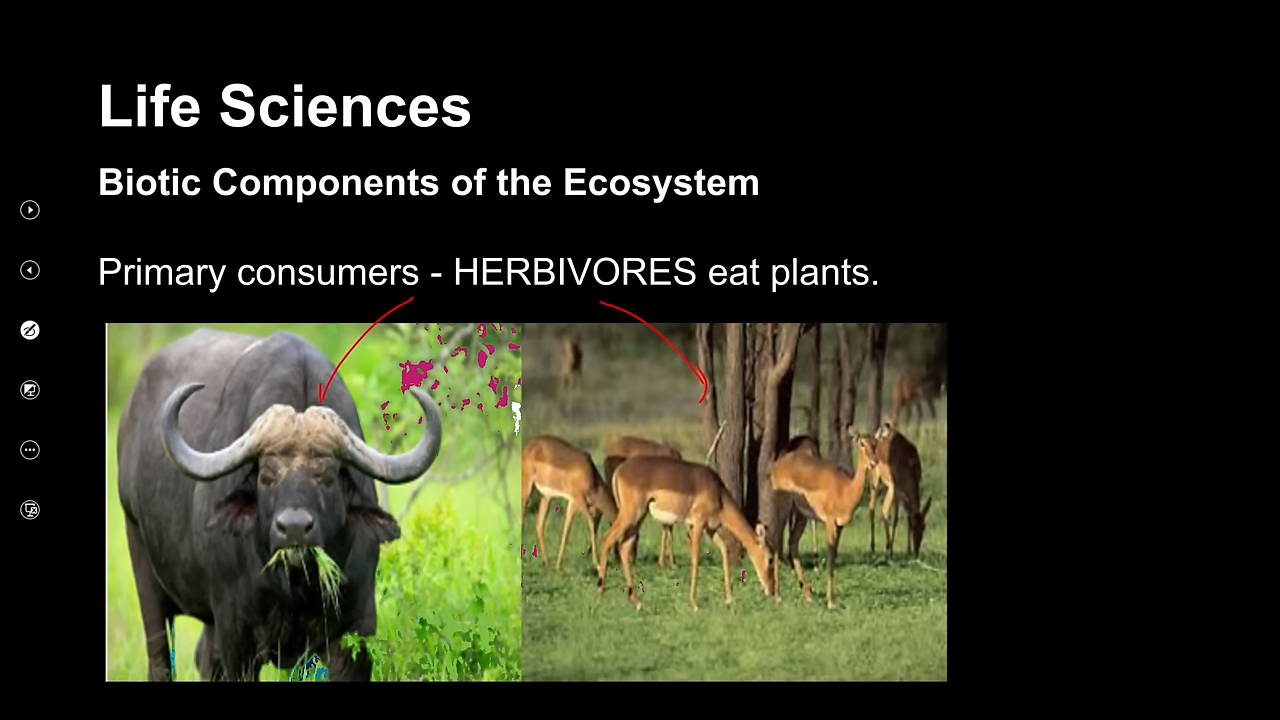 Life Sciences
Biotic Components of the Ecosystem
Primary consumers - HERBIVORES eat plants.